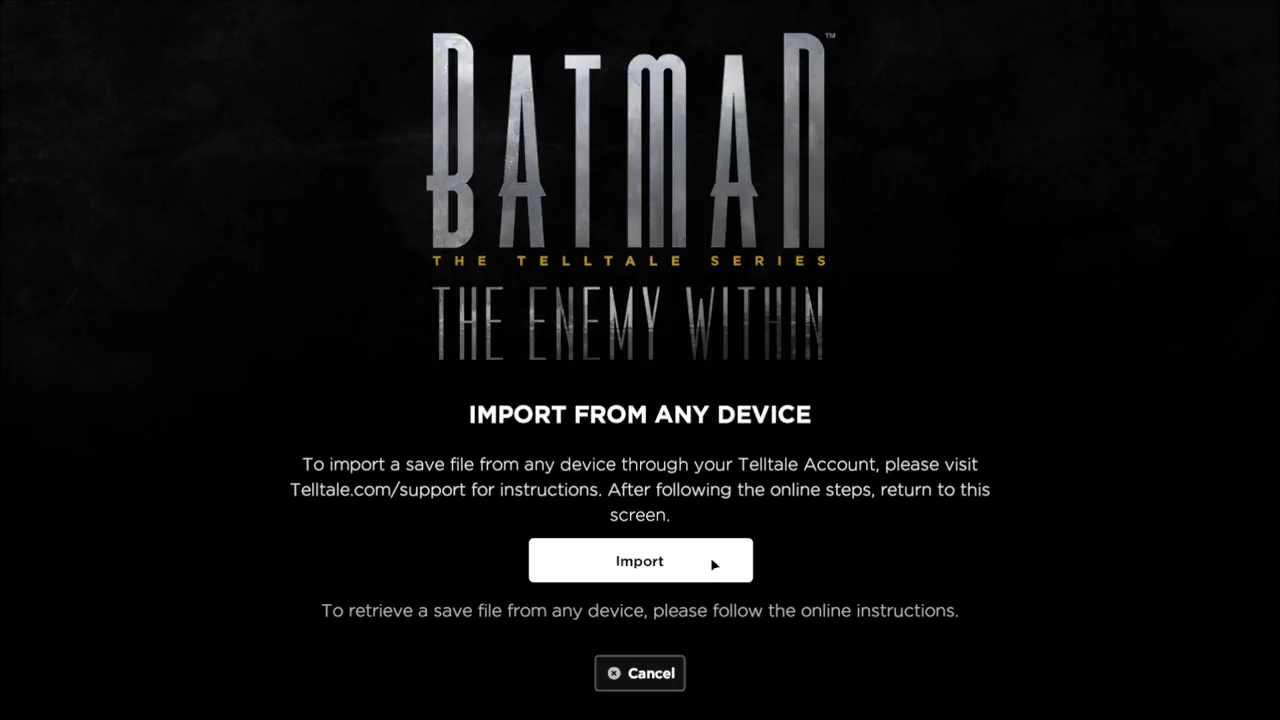 BATMAN™
THE TELLTALE SERIES
THE ENEMY WITHIN
IMPORT FROM ANY DEVICE
To import a save file from any device through your Telltale Account, please visit
Telltale.com/support for instructions. After following the online steps, return to this
screen.
Import
To retrieve a save file from any device, please follow the online instructions.
Cancel